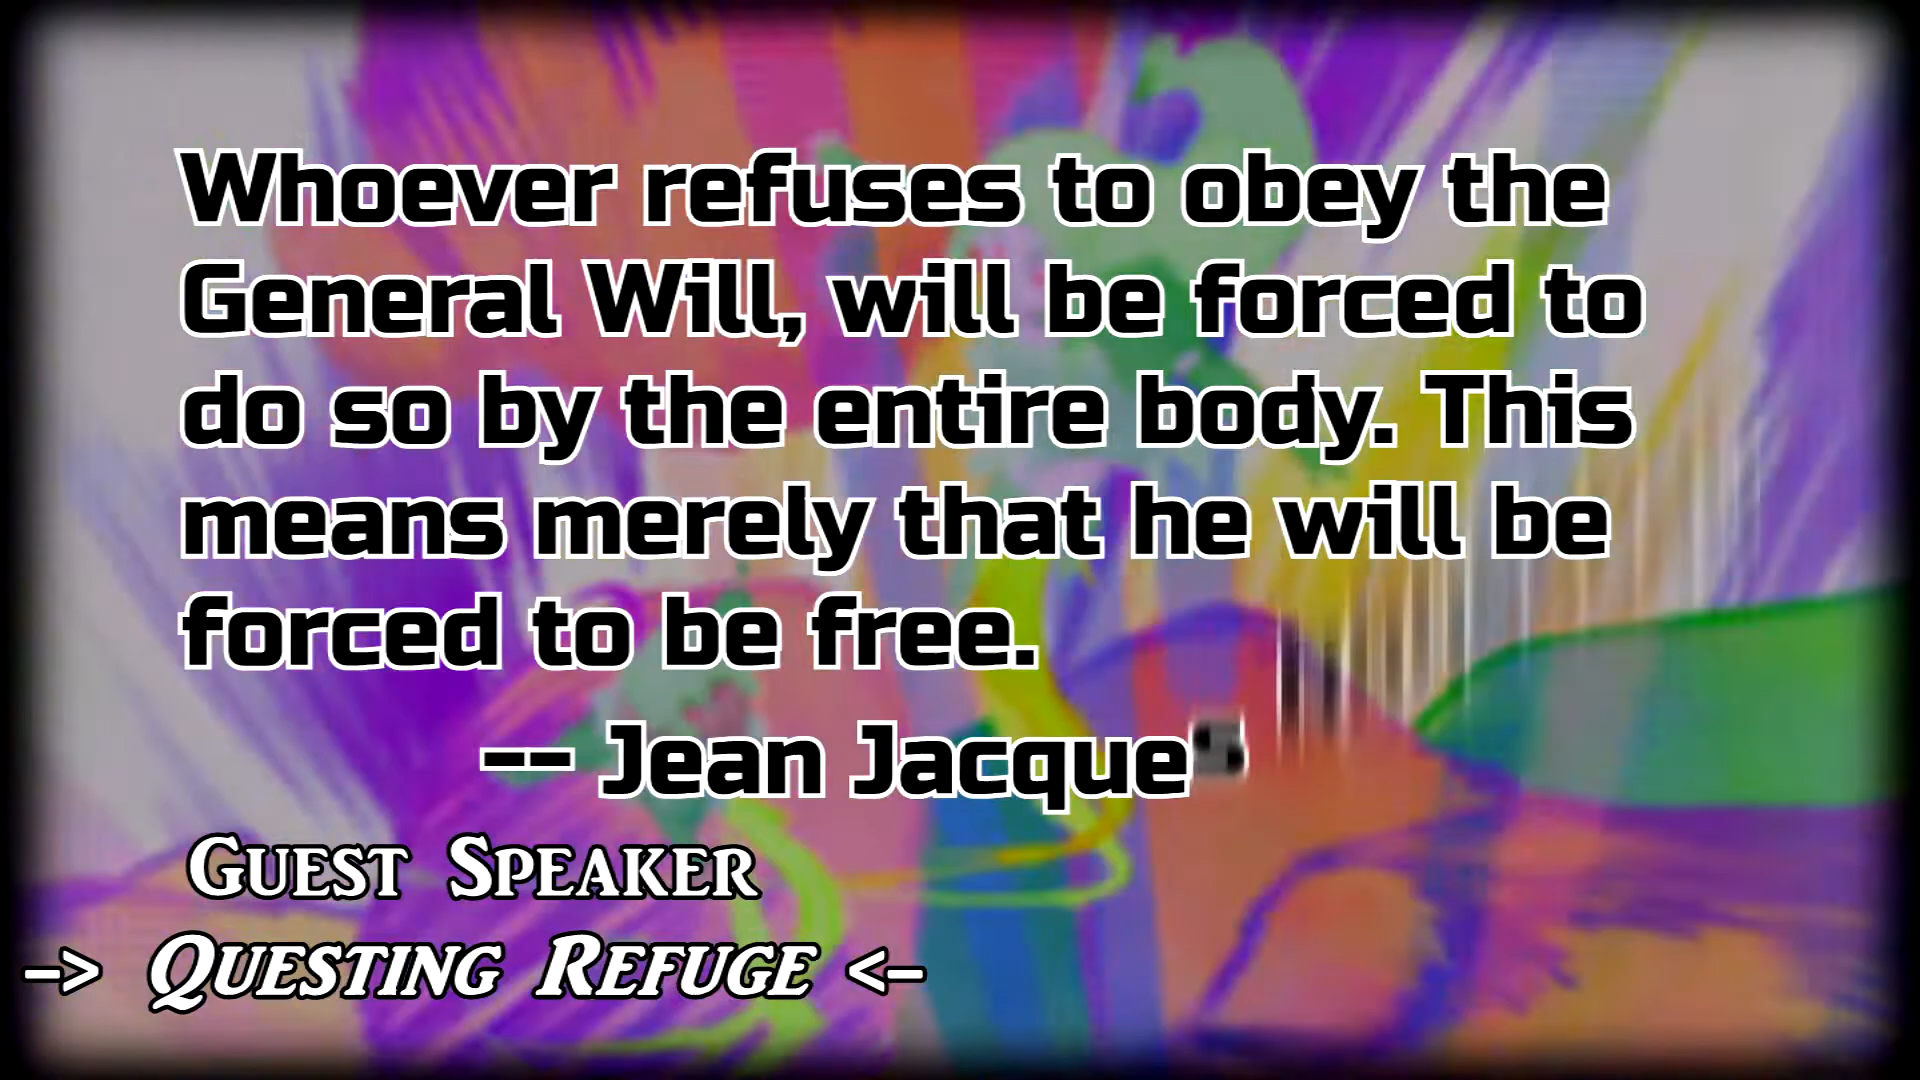 Whoever refuses to obey the
General Will, will be forced to
do so by the entire body. This
means merely that he will be
forced to be free.
-- Jean Jacque
Guest Speaker
-> Questing Refuge <-